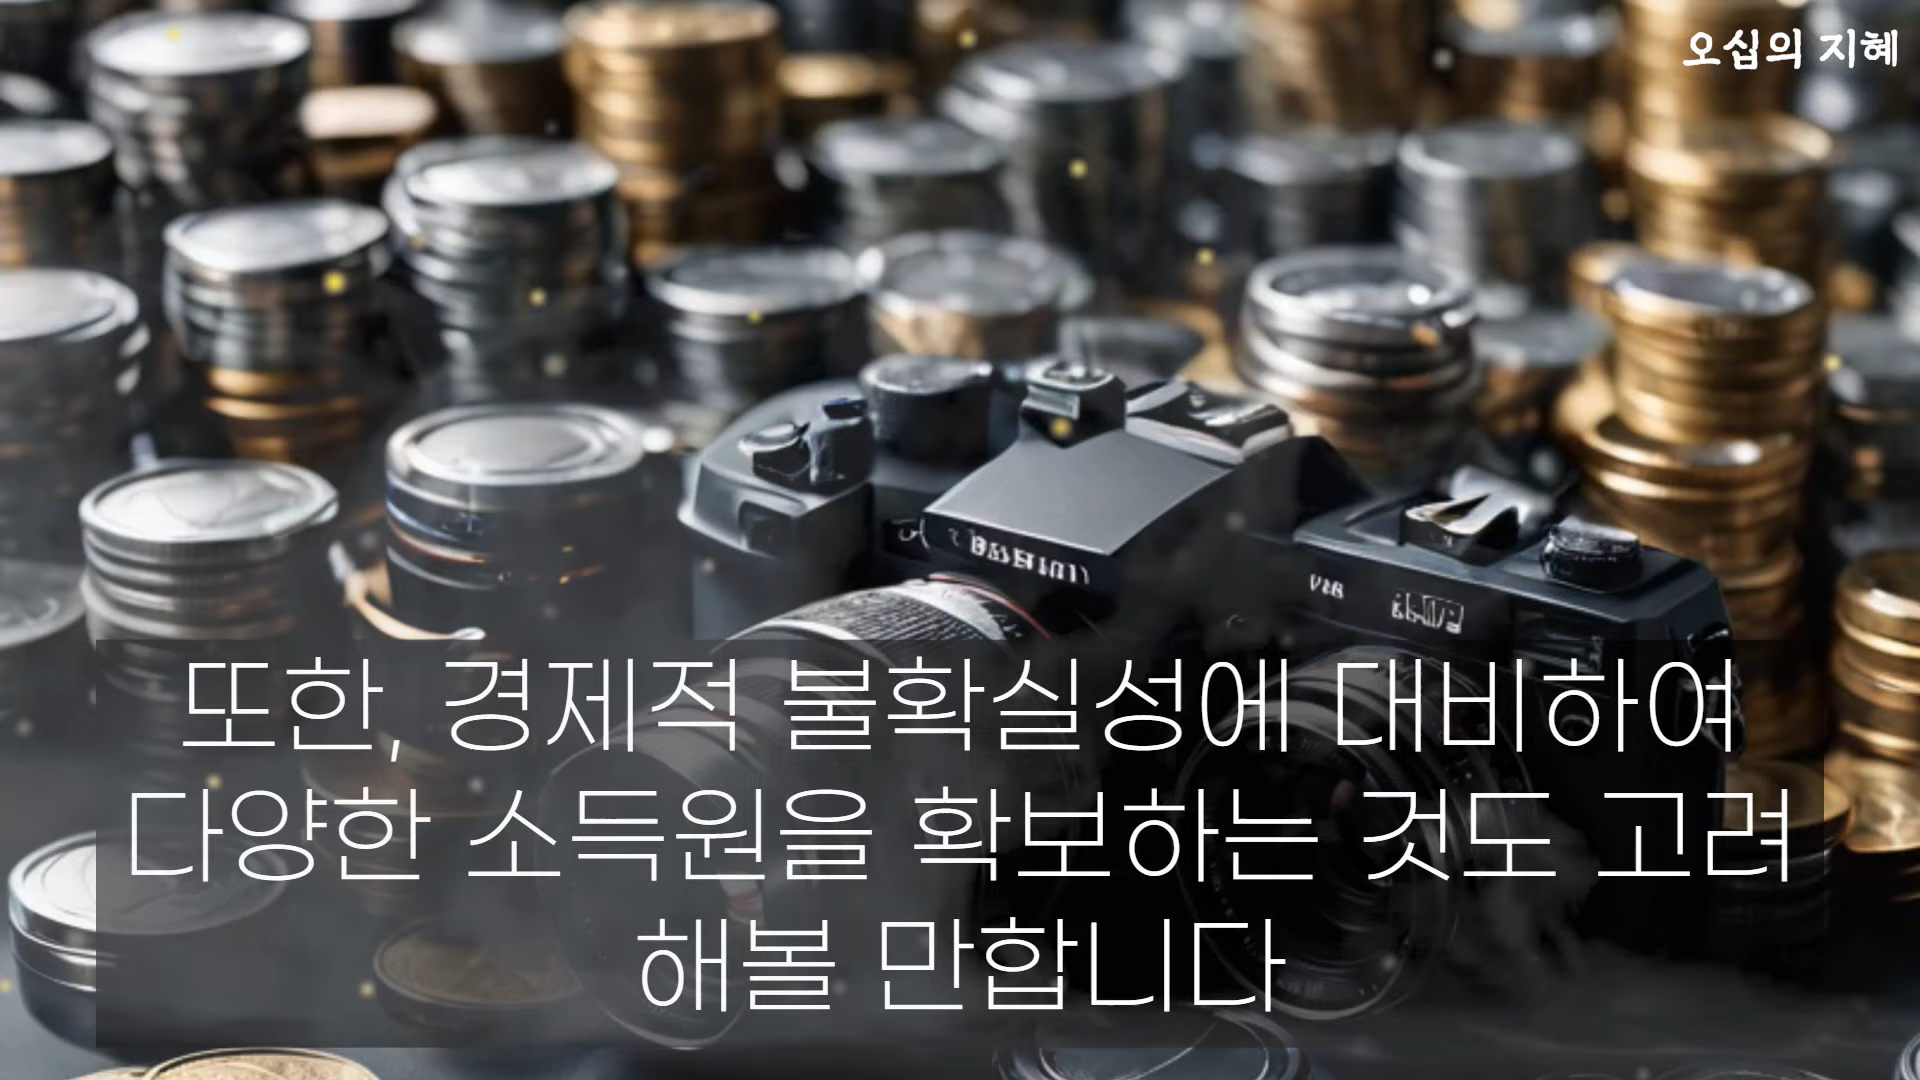 오십의 지혜
또한, 경제적 불확실성에 대비하여
다양한 소득원을 확보하는 것도 고려
해볼 만합니다